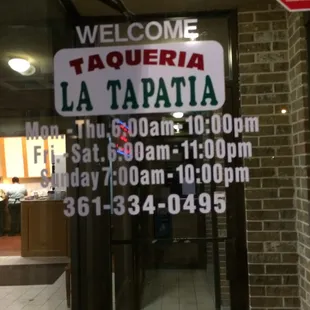 WELCOME
TAQUERIA
LA TAPATIA
Mon.-Thu. 6:00am-10:00pm
Fri.-Sat. 6:00am-11:00pm
Sunday 7:00am-10:00pm
361-334-0495